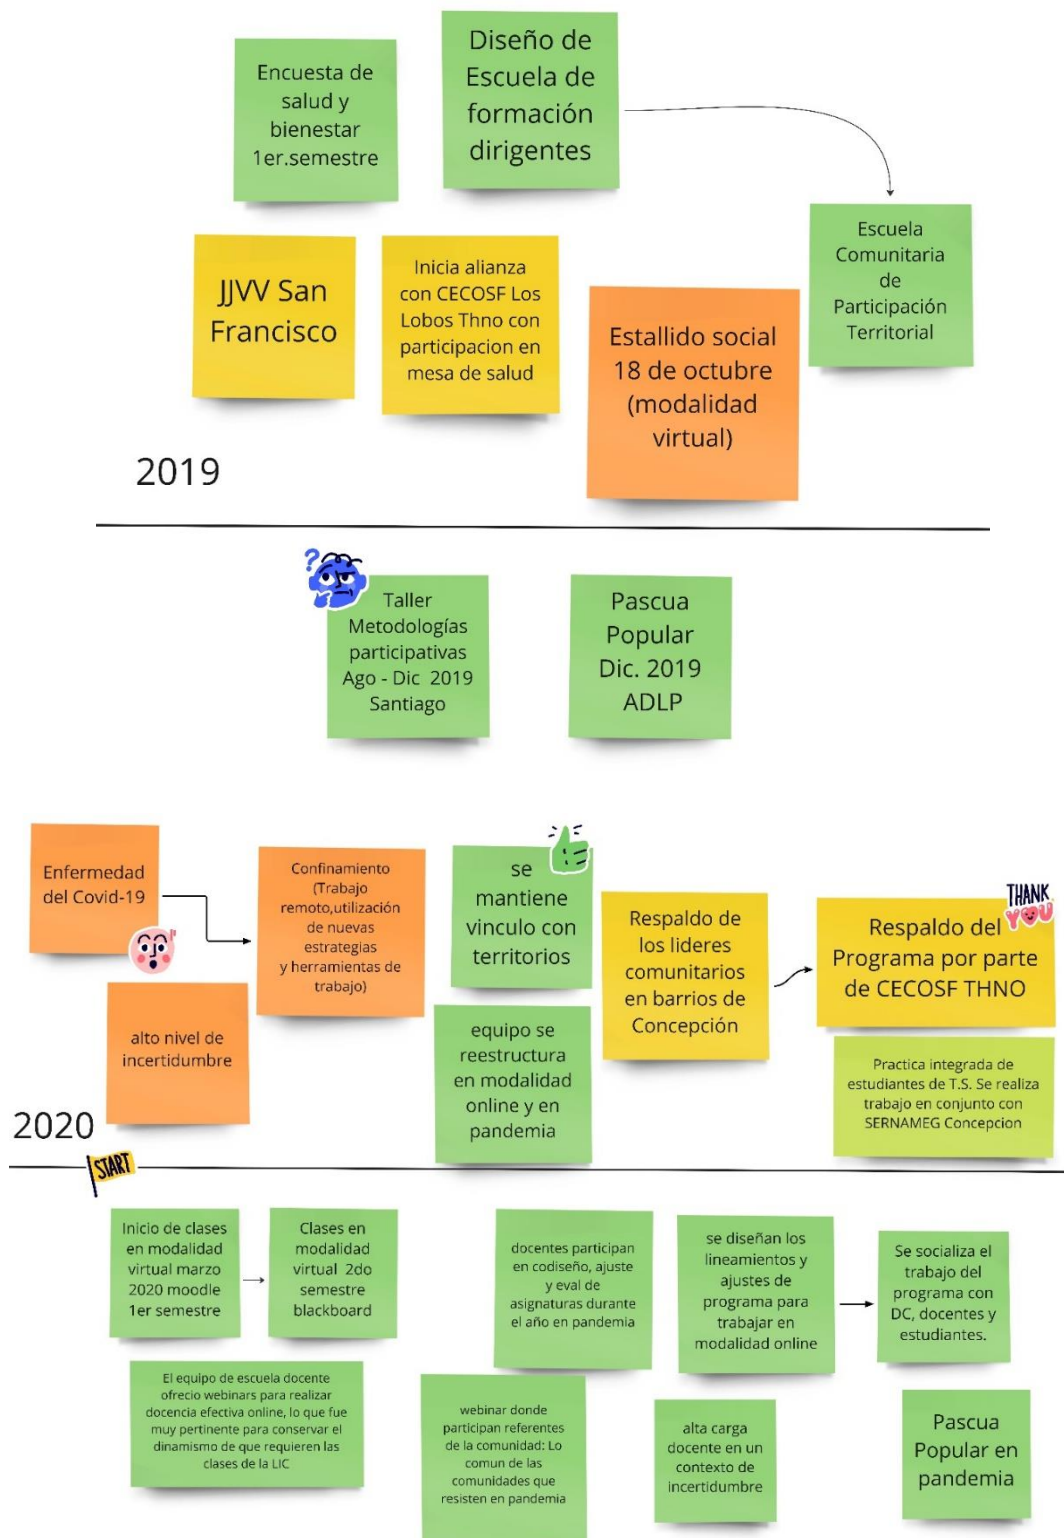 Encuesta de
salud y
bienestar
1er.semestre
Diseño de
Escuela de
formación
dirigentes
Escuela
Comunitaria
de
Participación
Territorial
JJVV San
Francisco
Inicia alianza
con CECOSF Los
Lobos Thno con
participacion en
mesa de salud
Estallido social
18 de octubre
(modalidad
virtual)
2019
?
Taller
Metodologías
participativas
Ago - Dic 2019
Santiago
Pascua
Popular
Dic. 2019
ADLP
Enfermedad
del Covid-19
Confinamiento
(Trabajo
remoto,utilización
de nuevas
estrategias
y herramientas de
trabajo)
se
mantiene
vinculo con
territorios
Respaldo de
los lideres
comunitarios
en barrios de
Concepción
THANK
YOU
Respaldo del
Programa por parte
de CECOSF THNO
alto nivel de
incertidumbre
equipo se
reestructura
en modalidad
online y en
pandemia
Practica integrada de
estudiantes de T.S. Se realiza
trabajo en conjunto con
SERNAMEG Concepcion
2020
START
Inicio de clases
en modalidad
virtual marzo
2020 moodle
1er semestre
Clases en
modalidad
virtual 2do
semestre
blackboard
docentes participan
en codiseño, ajuste
y eval de
asignaturas durante
el año en pandemia
se diseñan los
lineamientos y
ajustes de
programa para
trabajar en
modalidad online
Se socializa el
trabajo del
programa con
DC, docentes y
estudiantes.
El equipo de escuela docente
ofrecio webinars para realizar
docencia efectiva online, lo que fue
muy pertinente para conservar el
dinamismo de que requieren las
clases de la LIC
webinar donde
participan referentes
de la comunidad: Lo
comun de las
comunidades que
resisten en pandemia
alta carga
docente en un
contexto de
incertidumbre
Pascua
Popular en
pandemia